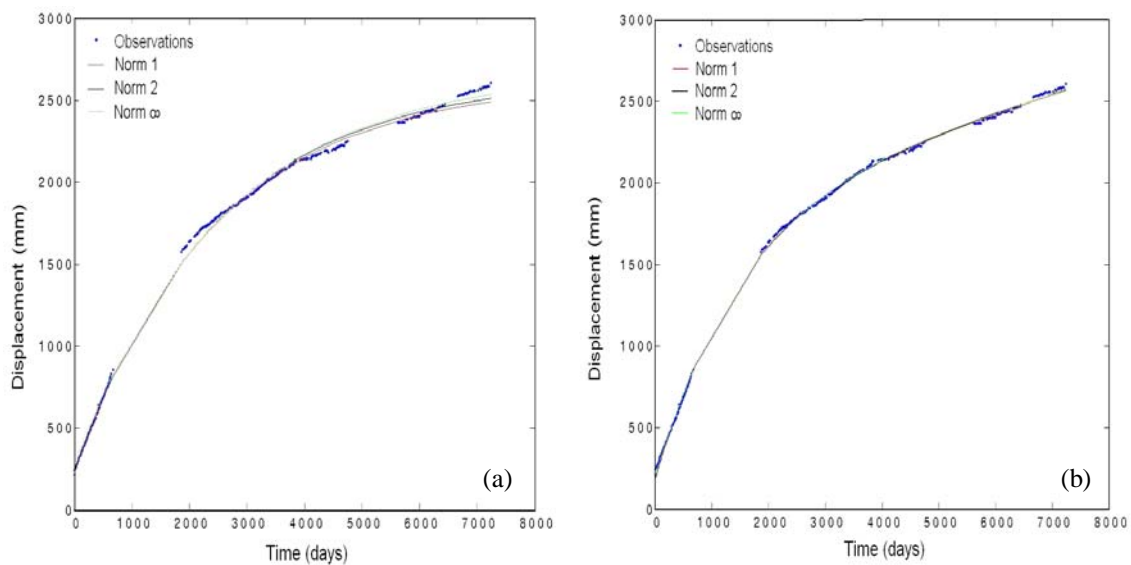 3000
2500
2000
1500
1000
500
0
Displacement (mm)
Observations
Norm 1
Norm 2
Norm ∞
(a)
0 1000 2000 3000 4000 5000 6000 7000 8000
Time (days)
3000
2500
2000
1500
1000
500
0
Displacement (mm)
Observations
Norm 1
Norm 2
Norm ∞
(b)
0 1000 2000 3000 4000 5000 6000 7000 8000
Time (days)